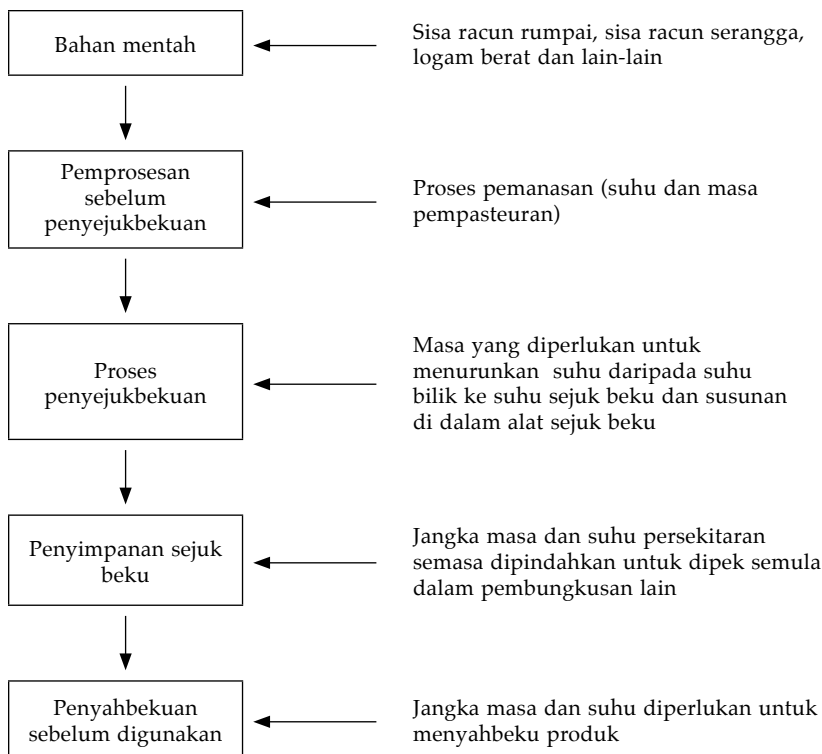 Bahan mentah
Sisa racun rumpai, sisa racun serangga,
logam berat dan lain-lain
Pemprosesan
sebelum
penyejukbekuan
Proses pemanasan (suhu dan masa
pempasteuran)
Proses
penyejukbekuan
Masa yang diperlukan untuk
menurunkan suhu daripada suhu
bilik ke suhu sejuk beku dan susunan
di dalam alat sejuk beku
Penyimpanan sejuk
beku
Jangka masa dan suhu persekitaran
semasa dipindahkan untuk dipek semula
dalam pembungkusan lain
Penyahbekuan
sebelum digunakan
Jangka masa dan suhu diperlukan untuk
menyahbeku produk